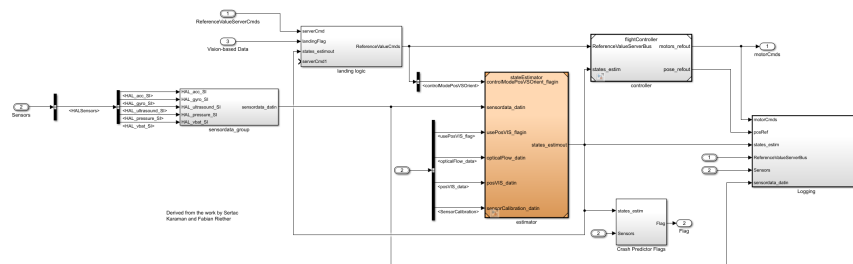 1
ReferenceValueServerCmds
3
Vision-based Data
serverCmd
landingFlag
states_estimout
serverCmd1
ReferenceValueCmds
landing logic
<controlModePosVSOrient>
flightController
ReferenceValueServerBus
motors_refout
states_estim
pose_refout
controller
1
motorCmds
2
Sensors
<HALSensors>
<HAL_acc_SI>
<HAL_gyro_SI>
<HAL_ultrasound_SI>
<HAL_pressure_SI>
<HAL_vbat_SI>
HAL_acc_SI
HAL_gyro_SI
HAL_ultrasound_SI
HAL_pressure_SI
HAL_vbat_SI
sensordata_datin
sensordata_group
stateEstimator
controlModePosVSOrient_flagin
sensordata_datin
usePosVIS_flagin
states_estimout
opticalFlow_datin
posVIS_datin
sensorCalibration_datin
estimator
2
<usePosVIS_flag>
<opticalFlow_data>
<posVIS_data>
<SensorCalibration>
motorCmds
posRef
states_estim
1
ReferenceValueServerBus
2
Sensors
sensordata_datin
Logging
states_estim
Flag
2
Sensors
Crash Predictor Flags
2
Flag
Derived from the work by Sertac
Karaman and Fabian Riether